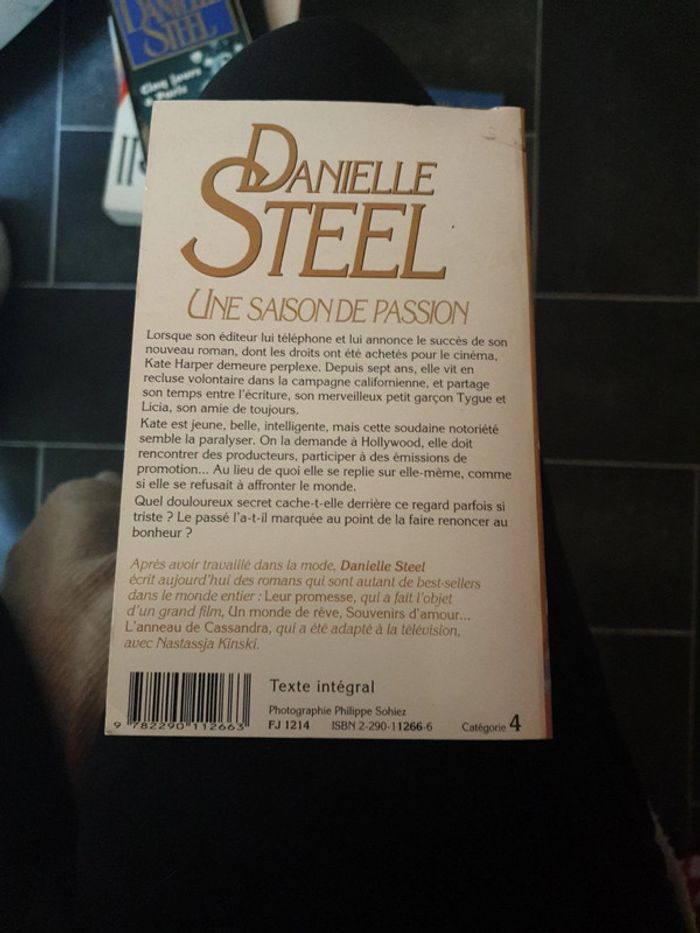 DANIELLE
STEEL
Cinq jours
à Paris
DANIELLE
STEEL
UNE SAISON DE PASSION
Lorsque son éditeur lui téléphone et lui annonce le succès de son
nouveau roman, dont les droits ont été achetés pour le cinéma,
Kate Harper demeure perplexe. Depuis sept ans, elle vit en
recluse volontaire dans la campagne californienne, et partage
son temps entre l'écriture, son merveilleux petit garçon Tygue et
Licia, son amie de toujours.
Kate est jeune, belle, intelligente, mais cette soudaine notoriété
semble la paralyser. On la demande à Hollywood, elle doit
rencontrer des producteurs, participer à des émissions de
promotion... Au lieu de quoi elle se replie sur elle-même, comme
si elle se refusait à affronter le monde.
Quel douloureux secret cache-t-elle derrière ce regard parfois si
triste ? Le passé l'a-t-il marquée au point de la faire renoncer au
bonheur ?
Après avoir travaillé dans la mode, Danielle Steel
écrit aujourd'hui des romans qui sont autant de best-sellers
dans le monde entier : Leur promesse, qui a fait l'objet
d'un grand film, Un monde de rêve, Souvenirs d'amour...
L'anneau de Cassandra, qui a été adapté à la télévision,
avec Nastassja Kinski.
Texte intégral
Photographie Philippe Sohiez
9 782290 112663
FJ 1214 ISBN 2-290-11266-6 Catégorie 4